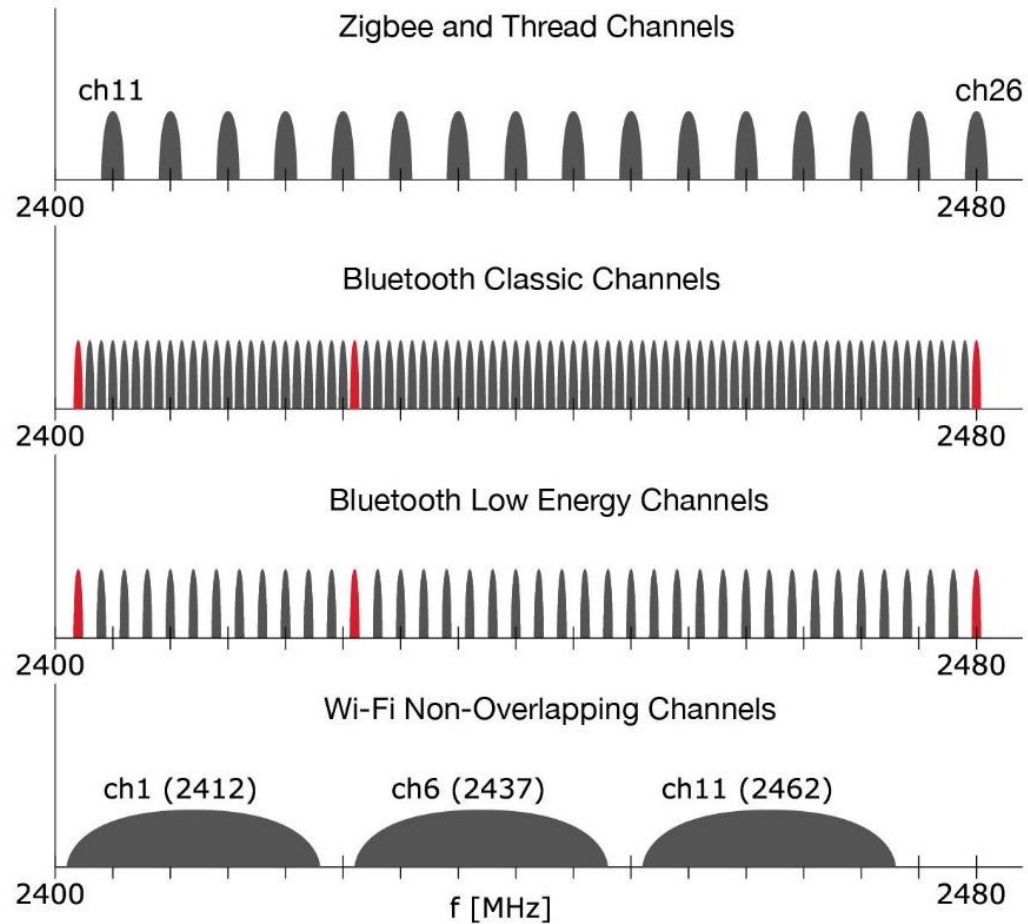 Zigbee and Thread Channels
ch11 ch26
2400 2480
Bluetooth Classic Channels
2400 2480
Bluetooth Low Energy Channels
2400 2480
Wi-Fi Non-Overlapping Channels
ch1 (2412) ch6 (2437) ch11 (2462)
2400 f [MHz] 2480